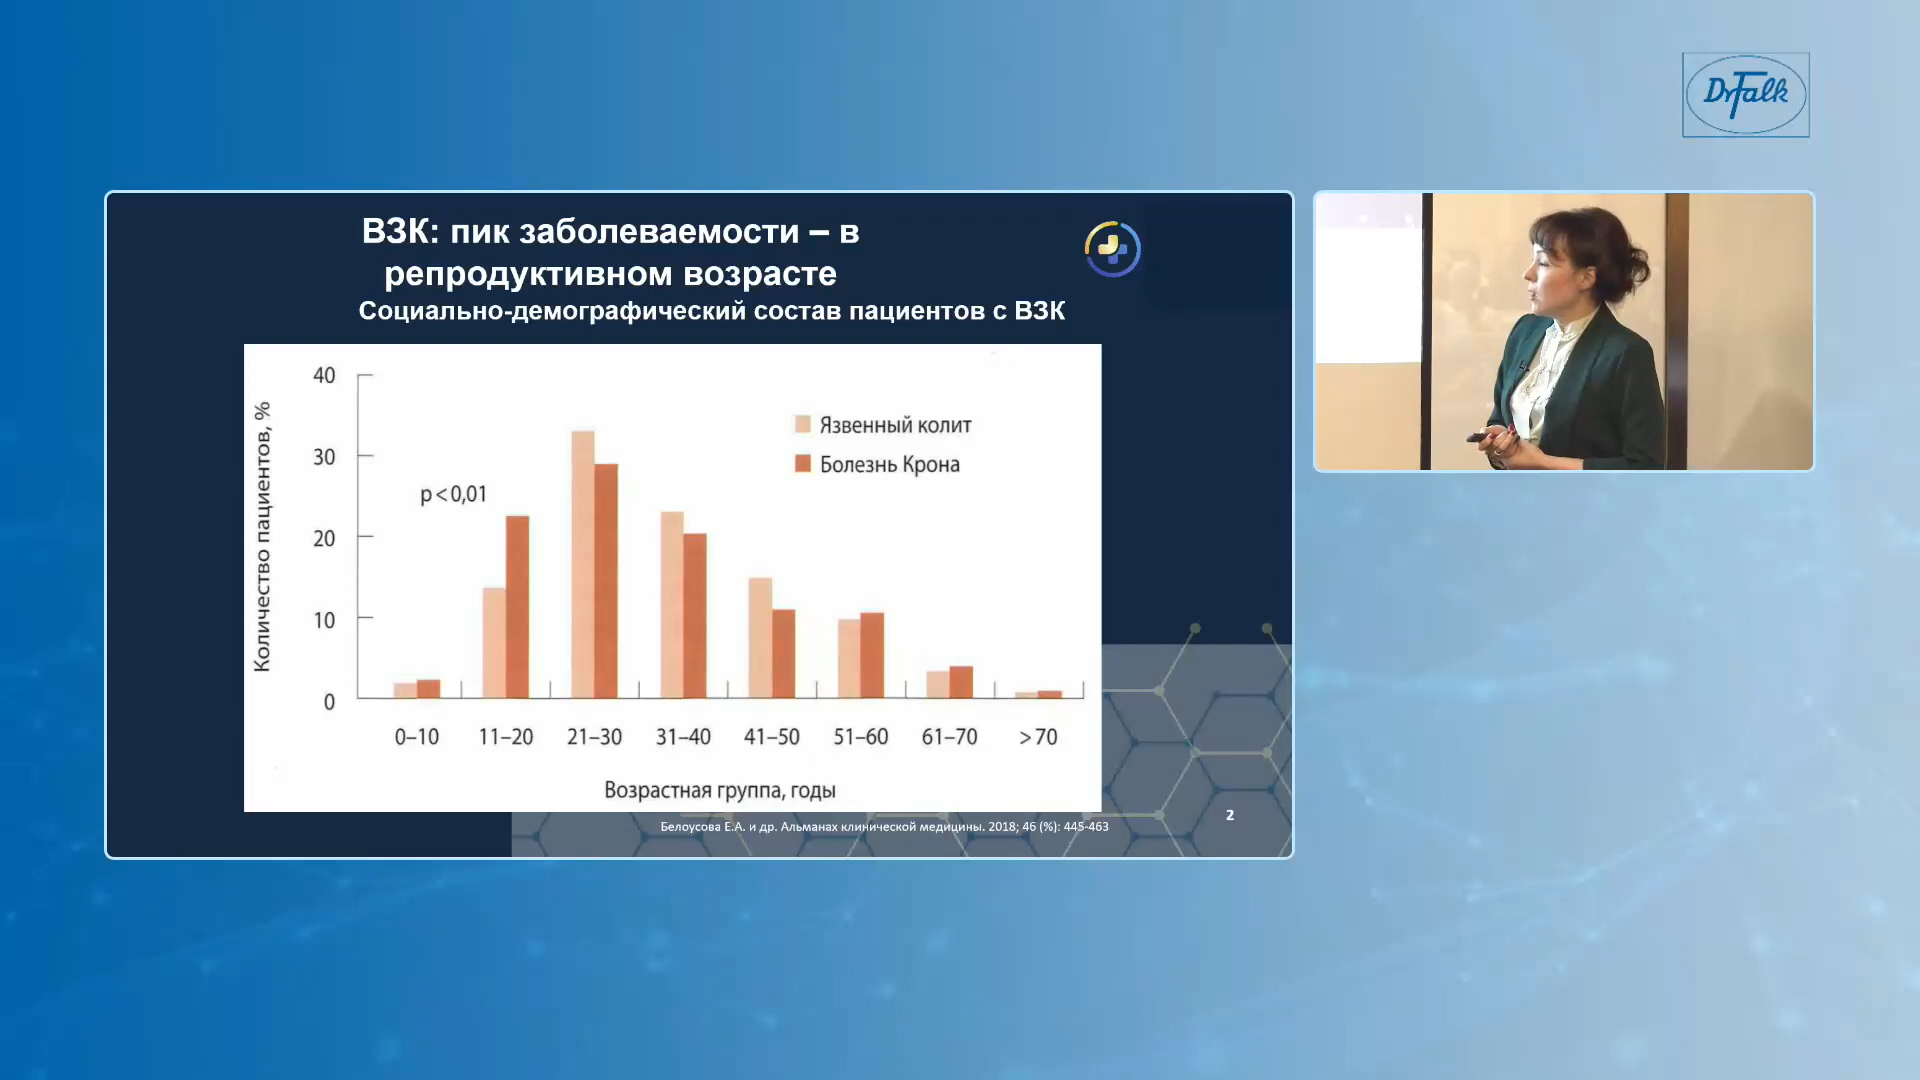 Dr Falk
ВЗК: пик заболеваемости – в
репродуктивном возрасте
Социально-демографический состав пациентов с ВЗК
Количество пациентов, %
40
30
20
10
0
p < 0,01
Язвенный колит
Болезнь Крона
0–10 11–20 21–30 31–40 41–50 51–60 61–70 > 70
Возрастная группа, годы
Белоусова Е.А. и др. Альманах клинической медицины. 2018; 46 (%): 445-463
2